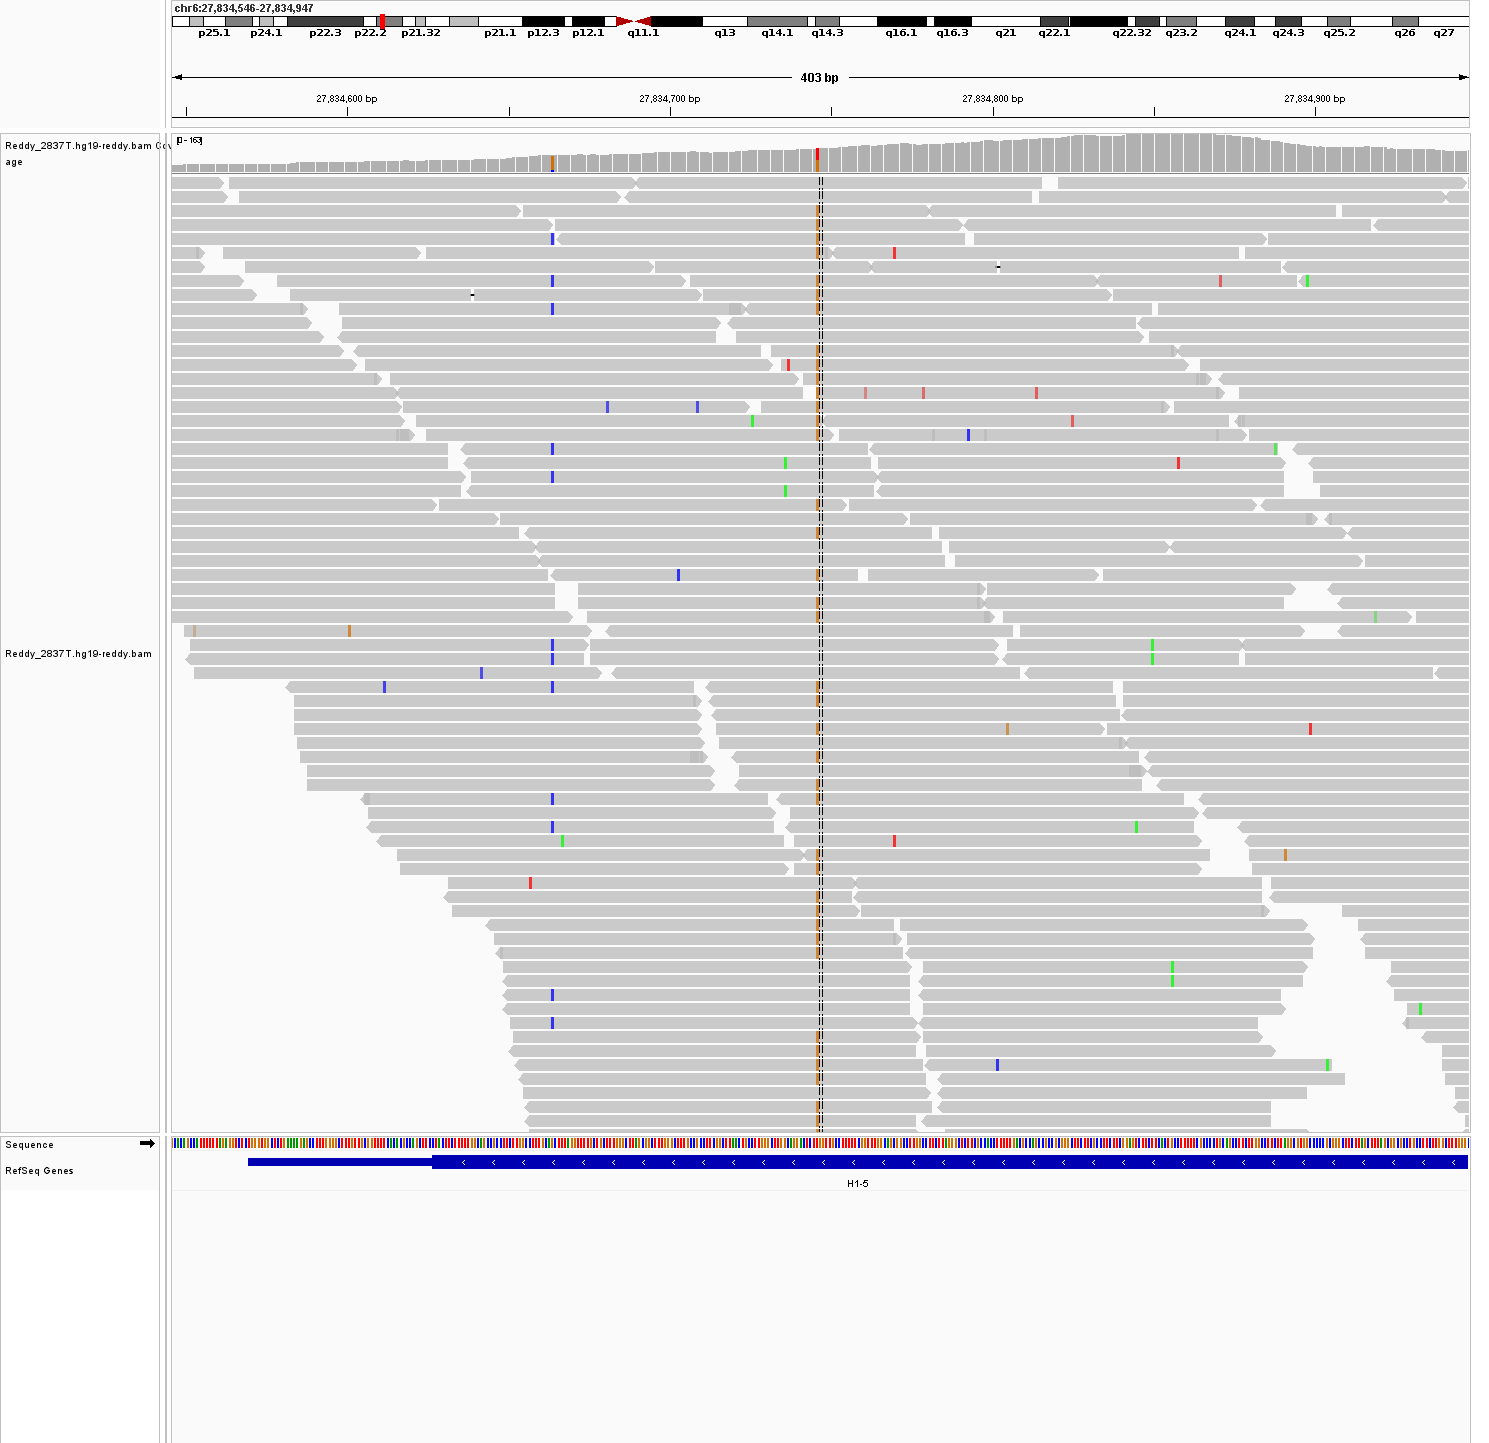 chr6:27,834,546-27,834,947
p25.1 p24.1 p22.3 p22.2 p21.32 p21.1 p12.3 p12.1 q11.1 q13 q14.1 q14.3 q16.1 q16.3 q21 q22.1 q22.32 q23.2 q24.1 q24.3 q25.2 q26 q27
403 bp
27,834,600 bp 27,834,700 bp 27,834,800 bp 27,834,900 bp
[0 - 163]
Reddy_2837T.hg19-reddy.bam Cov
age
Reddy_2837T.hg19-reddy.bam
Sequence
RefSeq Genes
H1-5